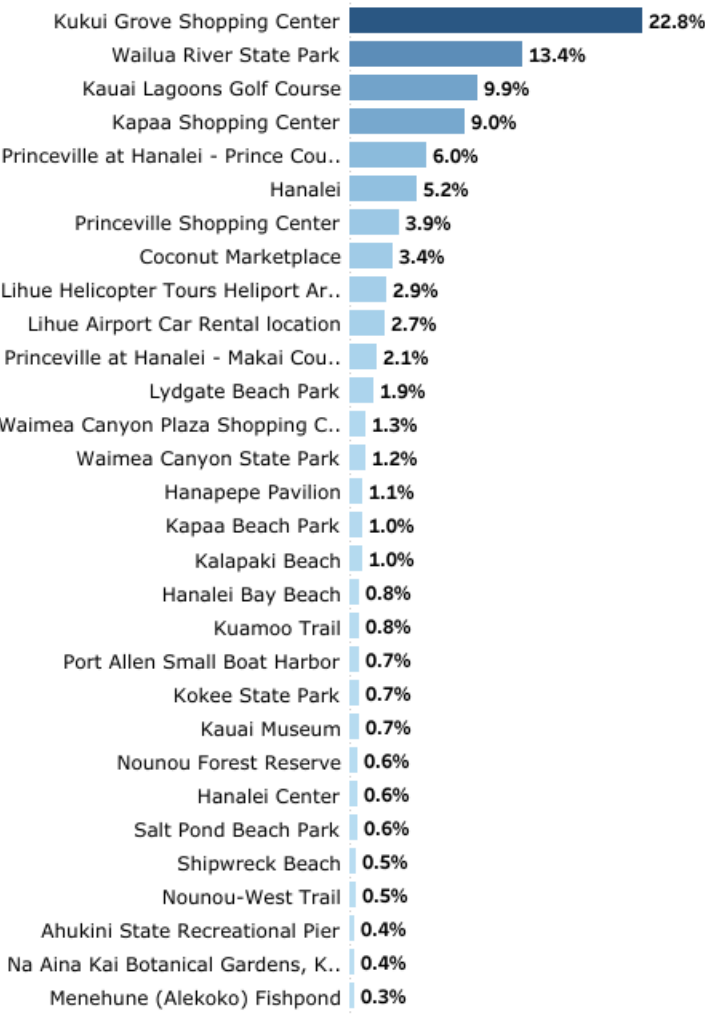 Kukui Grove Shopping Center 22.8%
Wailua River State Park 13.4%
Kauai Lagoons Golf Course 9.9%
Kapaa Shopping Center 9.0%
Princeville at Hanalei - Prince Cou.. 6.0%
Hanalei 5.2%
Princeville Shopping Center 3.9%
Coconut Marketplace 3.4%
Lihue Helicopter Tours Heliport Ar.. 2.9%
Lihue Airport Car Rental location 2.7%
Princeville at Hanalei - Makai Cou.. 2.1%
Lydgate Beach Park 1.9%
Waimea Canyon Plaza Shopping C.. 1.3%
Waimea Canyon State Park 1.2%
Hanapepe Pavilion 1.1%
Kapaa Beach Park 1.0%
Kalapaki Beach 1.0%
Hanalei Bay Beach 0.8%
Kuamoo Trail 0.8%
Port Allen Small Boat Harbor 0.7%
Kokee State Park 0.7%
Kauai Museum 0.7%
Nounou Forest Reserve 0.6%
Hanalei Center 0.6%
Salt Pond Beach Park 0.6%
Shipwreck Beach 0.5%
Nounou-West Trail 0.5%
Ahukini State Recreational Pier 0.4%
Na Aina Kai Botanical Gardens, K.. 0.4%
Menehune (Alekoko) Fishpond 0.3%